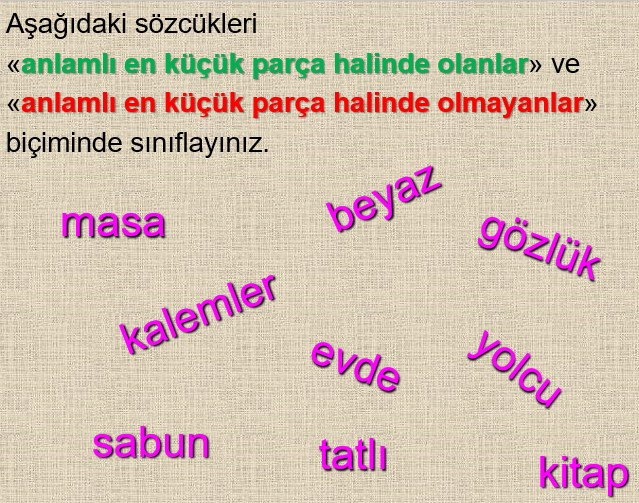 Aşağıdaki sözcükleri
«anlamlı en küçük parça halinde olanlar» ve
«anlamlı en küçük parça halinde olmayanlar»
biçiminde sınıflayınız.
masa
beyaz
gözlük
kalemler
evde
yolcu
sabun
tatlı
kitap